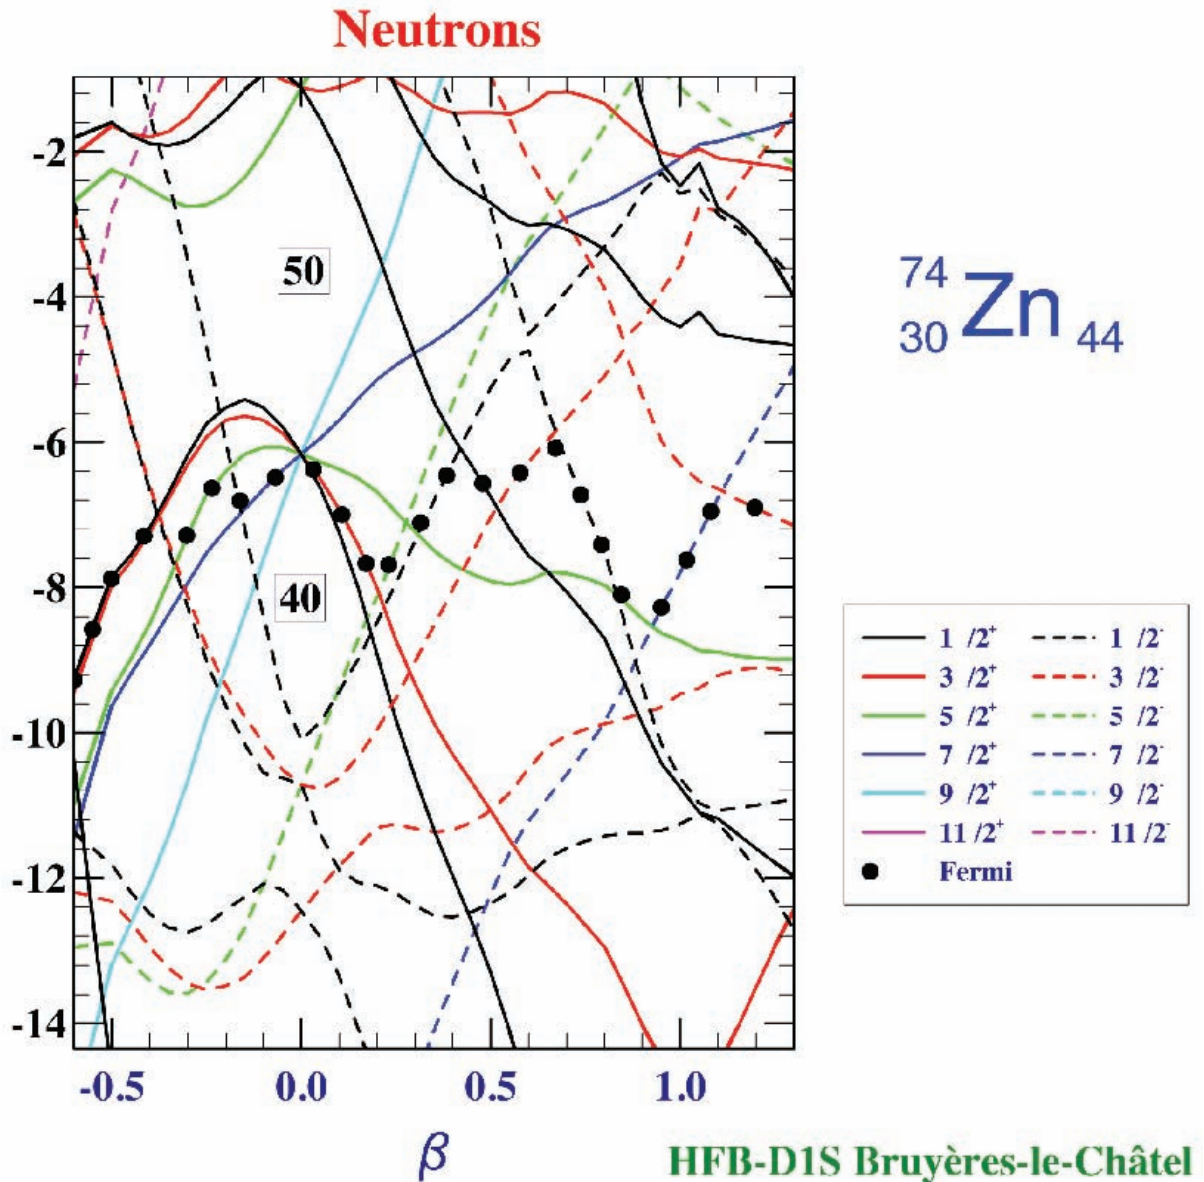 Neutrons
-2
-4
-6
-8
-10
-12
-14
50
40
-0.5 0.0 0.5 1.0
β
74
30 Zn 44
1 /2+ 1 /2-
3 /2+ 3 /2-
5 /2+ 5 /2-
7 /2+ 7 /2-
9 /2+ 9 /2-
11 /2+ 11 /2-
Fermi
HFB-D1S Bruyères-le-Châtel